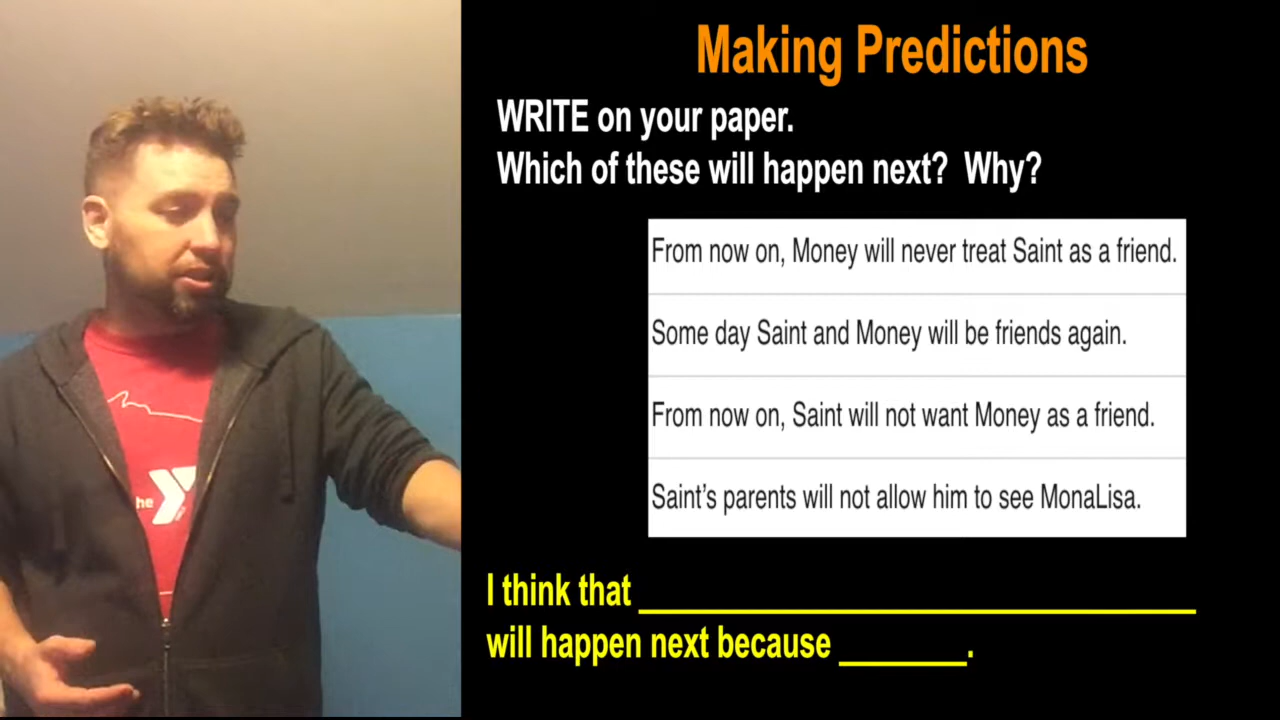 Making Predictions
WRITE on your paper.
Which of these will happen next? Why?
From now on, Money will never treat Saint as a friend.
Some day Saint and Money will be friends again.
From now on, Saint will not want Money as a friend.
Saint's parents will not allow him to see MonaLisa.
I think that ________________________________
will happen next because _______.
he Y